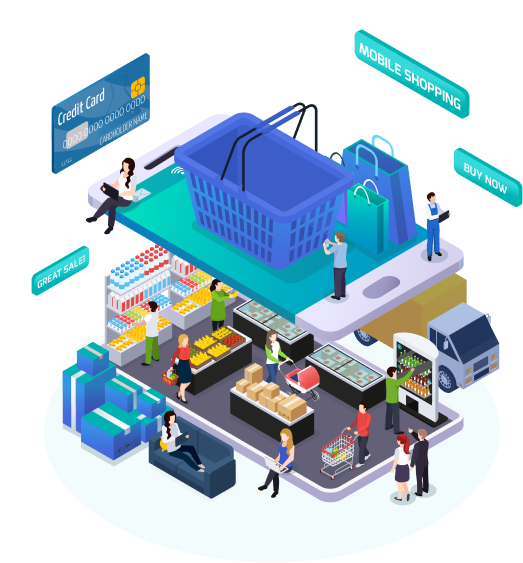 MOBILE SHOPPING
Credit Card
0000 0000 0000 0000
CARDHOLDER NAME
BUY NOW
GREAT SALE!